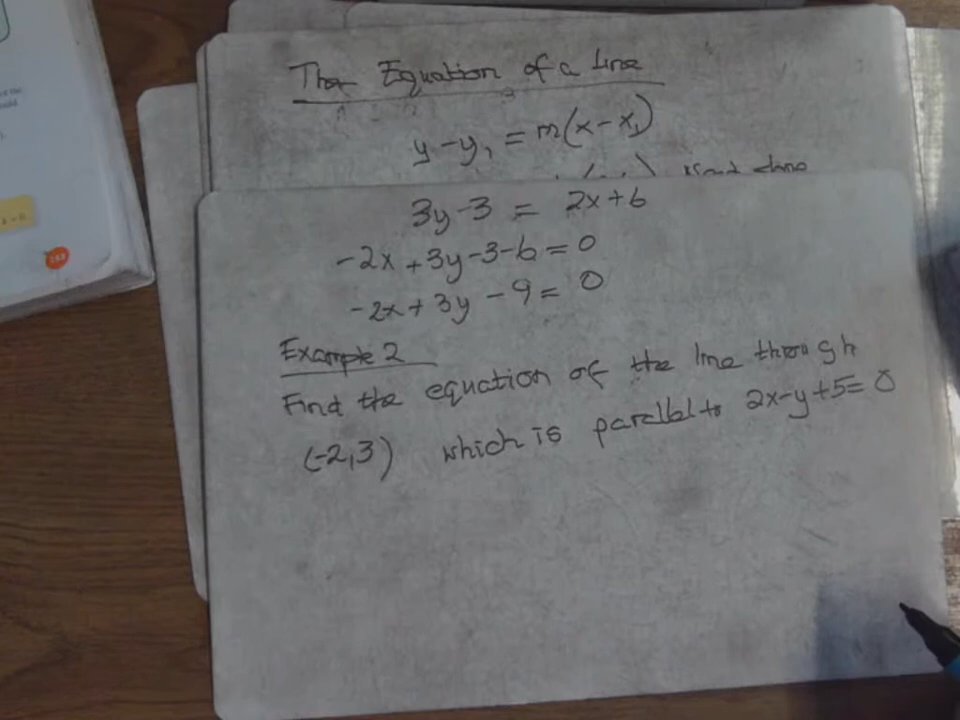 The Equation of a line
y-y₁ = m(x-x₁)
3y-3 = 2x+6
-2x+3y-3-6=0
-2x+3y-9=0
Example 2
Find the equation of the line through
(-2,3) which is parallel to 2x-y+5=0